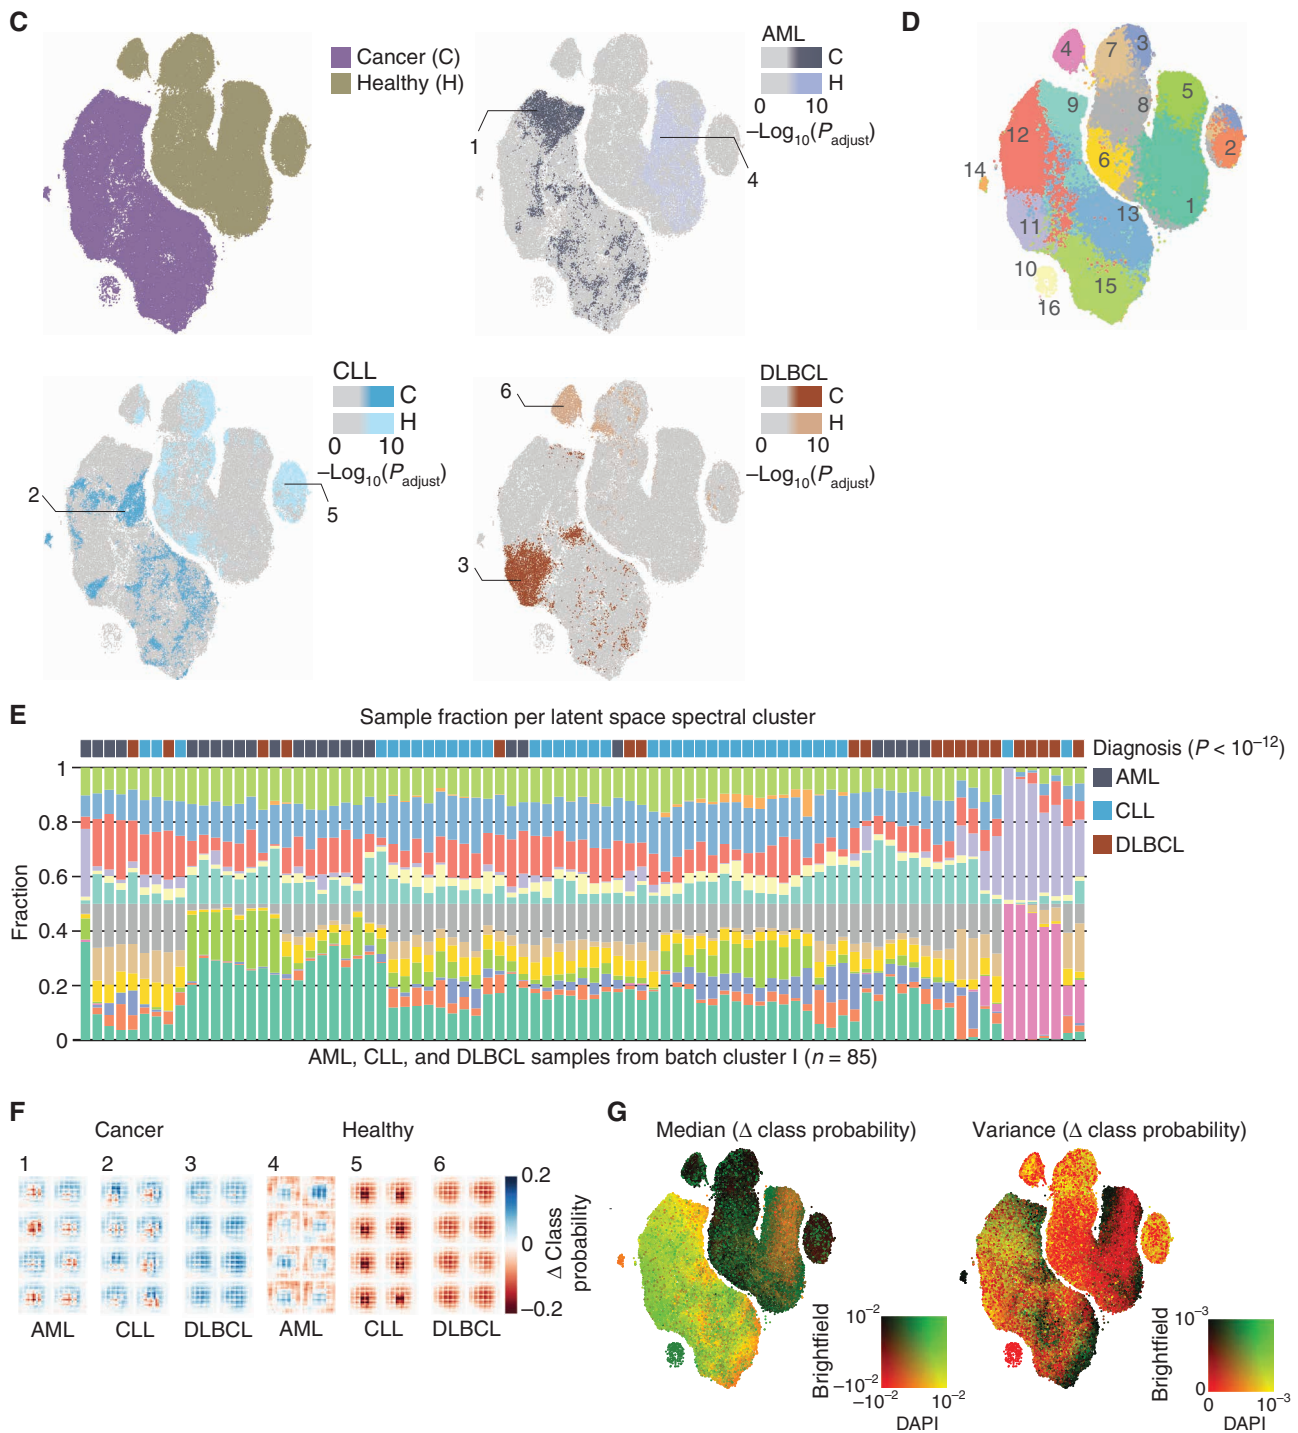 C
Cancer (C)
Healthy (H)
AML
C
H
0 10
–Log10(Padjust)
1
4
D
4 7 3
9 8 5
12 6 2
14
11 13 1
10 15
16
CLL
C
H
0 10
–Log10(Padjust)
2
5
DLBCL
C
H
0 10
–Log10(Padjust)
6
3
E
Sample fraction per latent space spectral cluster
Diagnosis (P < 10–12)
AML
CLL
DLBCL
Fraction
1
0.8
0.6
0.4
0.2
0
AML, CLL, and DLBCL samples from batch cluster I (n = 85)
F
Cancer Healthy
1 2 3 4 5 6
AML CLL DLBCL AML CLL DLBCL
0.2
0
–0.2
Δ Class
probability
G
Median (Δ class probability)
Variance (Δ class probability)
Brightfield
10–2
–10–2
–10–2 10–2
DAPI
Brightfield
10–3
0
0 10–3
DAPI